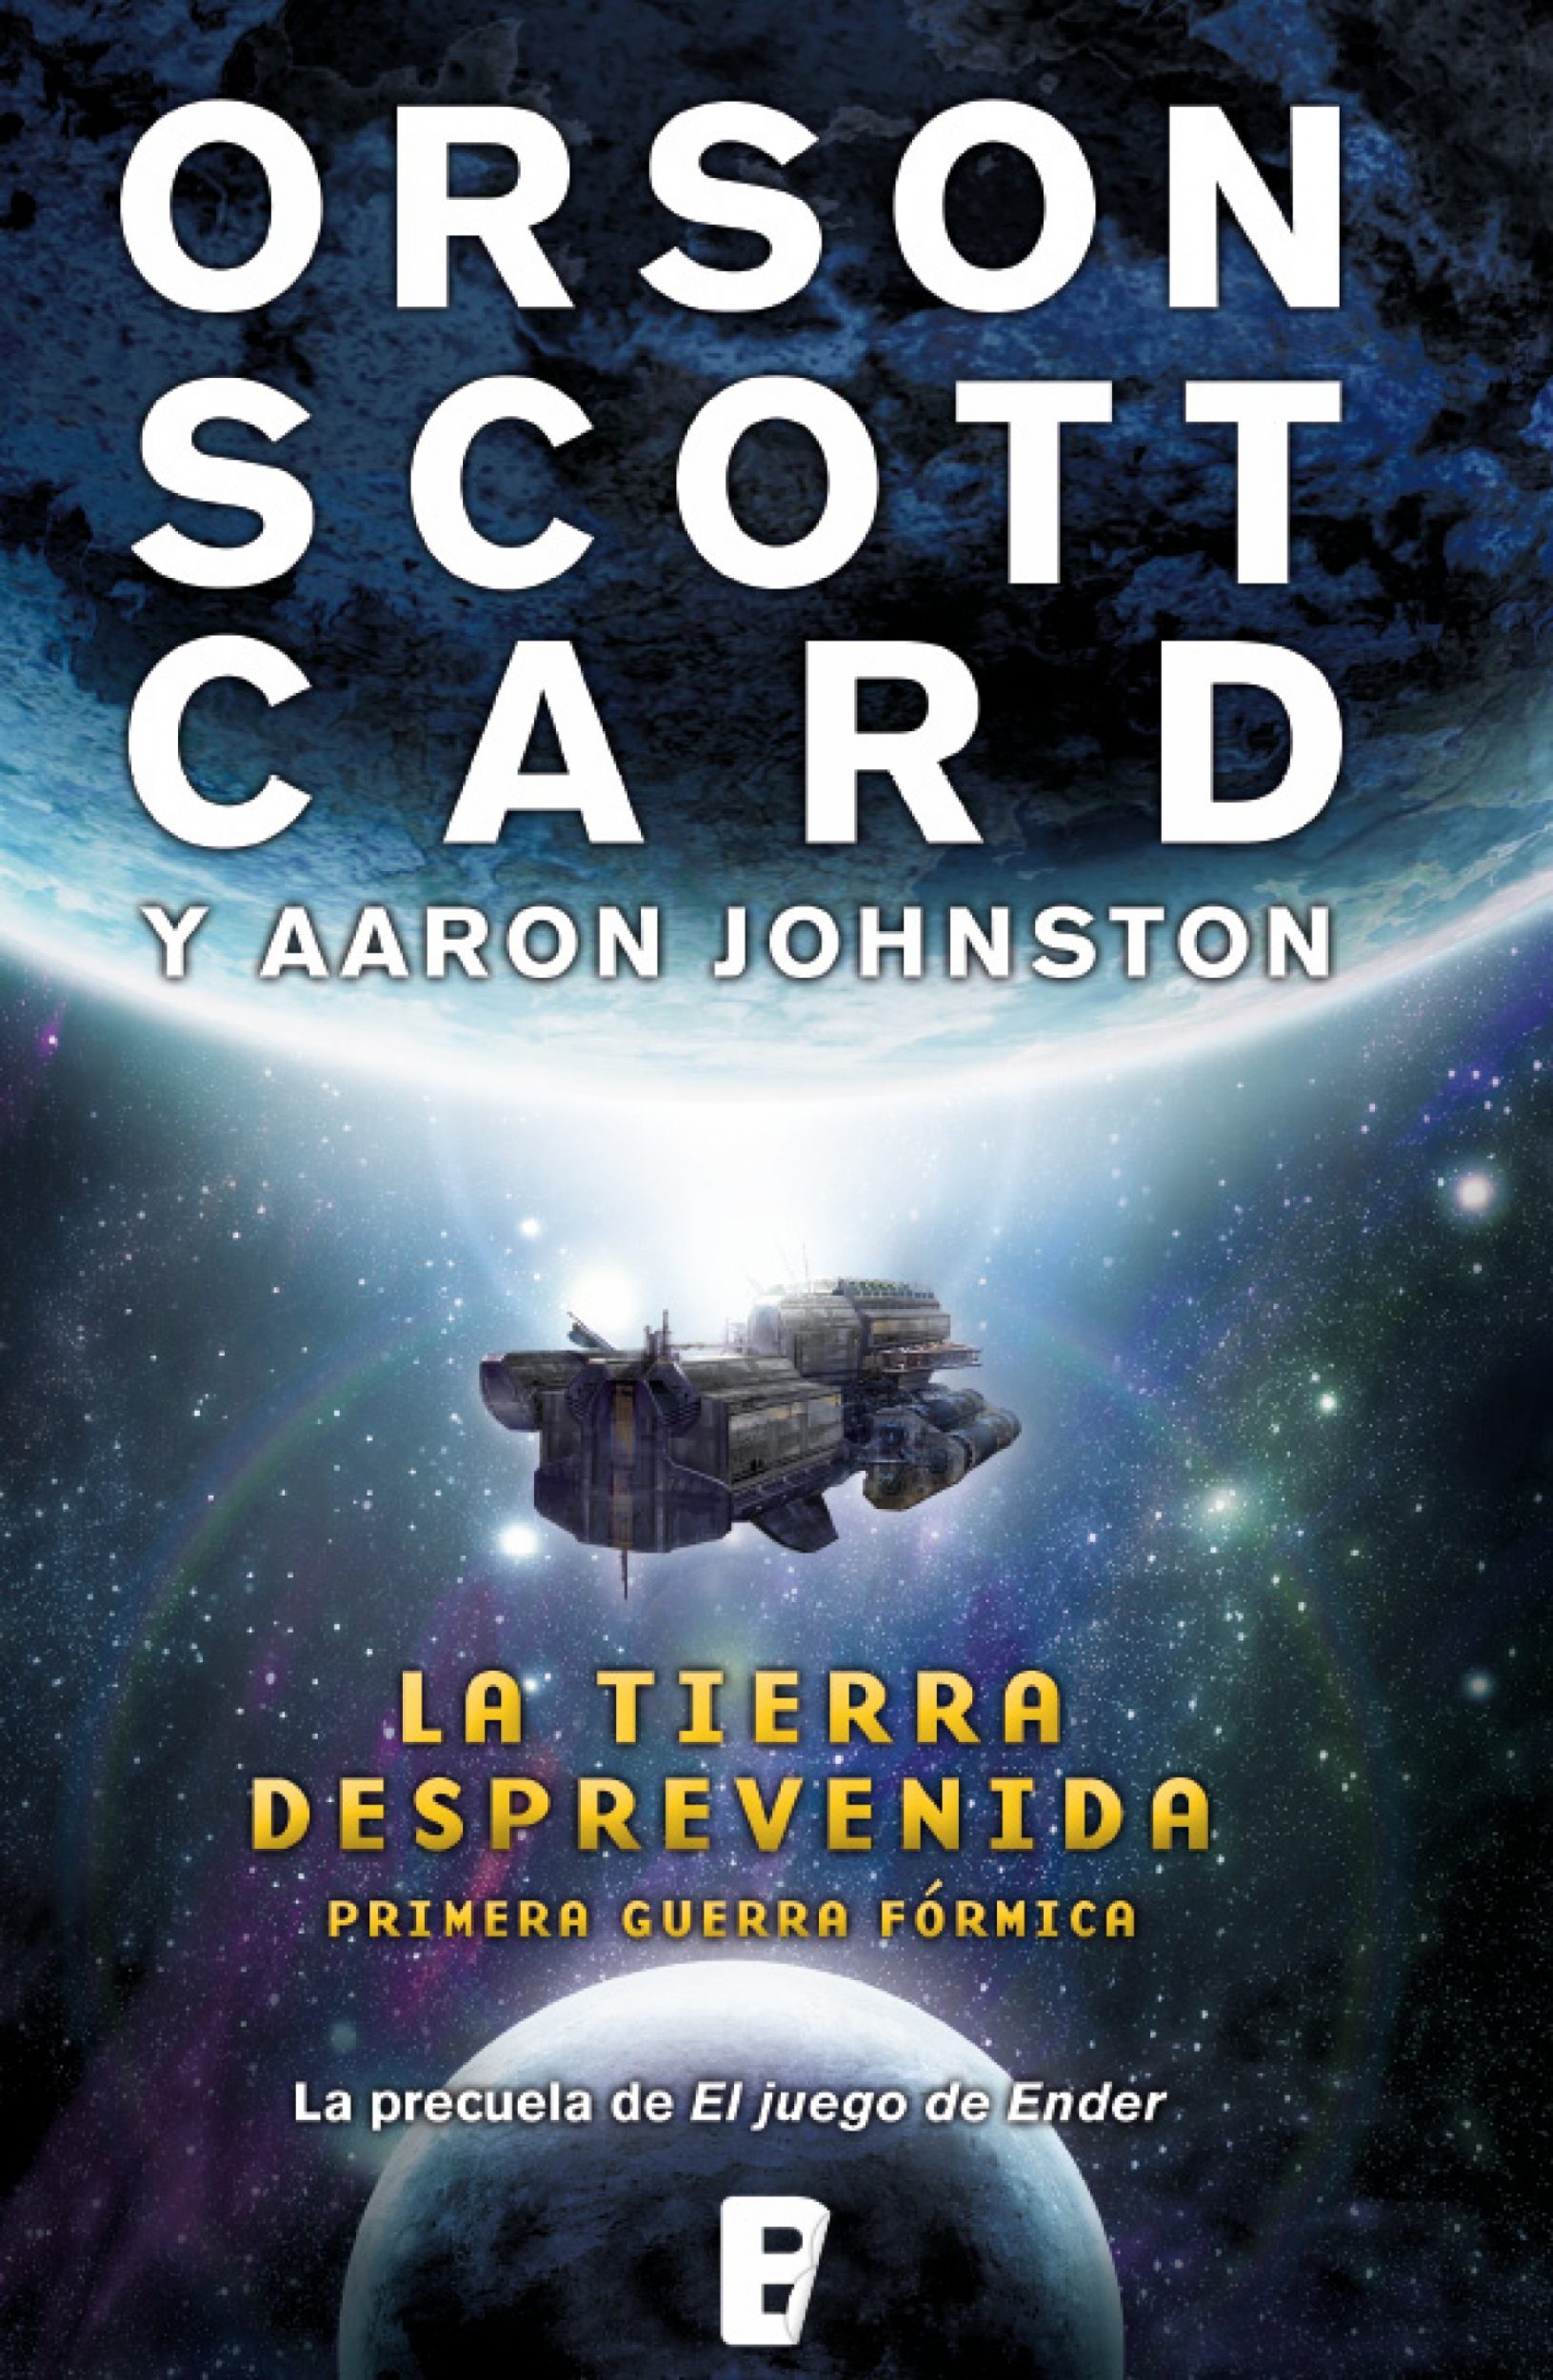 ORSON
SCOTT
CARD
Y AARON JOHNSTON
LA TIERRA
DESPREVENIDA
PRIMERA GUERRA FÓRMICA
La precuela de El juego de Ender
B